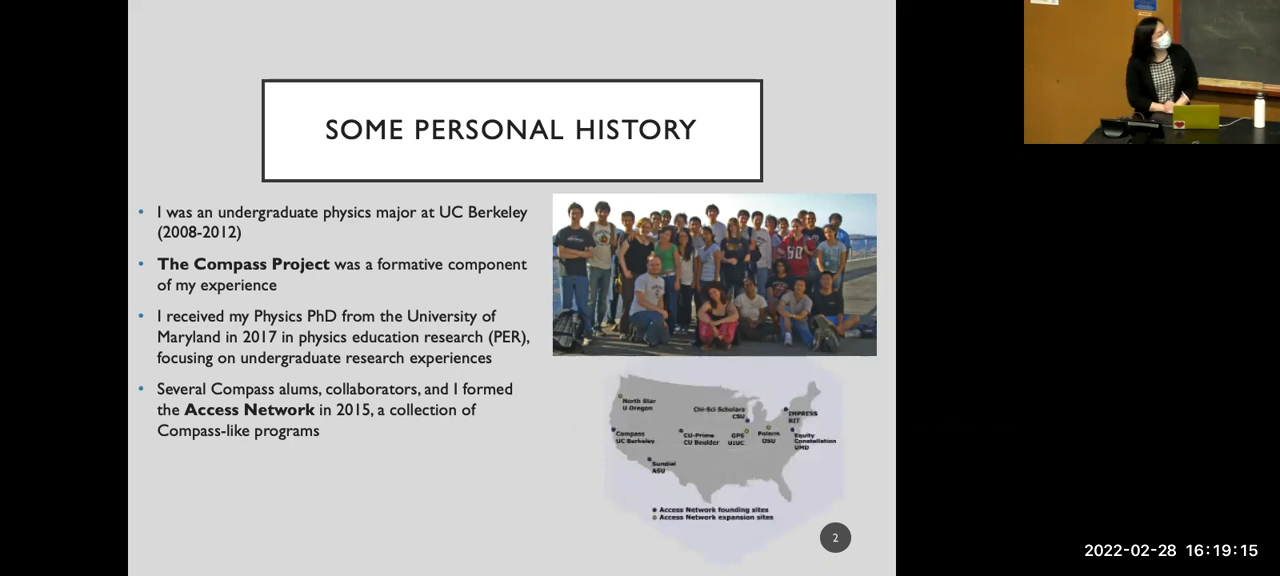 SOME PERSONAL HISTORY
• I was an undergraduate physics major at UC Berkeley
(2008-2012)
• The Compass Project was a formative component
of my experience
• I received my Physics PhD from the University of
Maryland in 2017 in physics education research (PER),
focusing on undergraduate research experiences
• Several Compass alums, collaborators, and I formed
the Access Network in 2015, a collection of
Compass-like programs
North Star
U Oregon
Chi-Sci Scholars
CSU
IMPRESS
RIT
Compass
UC Berkeley
CU-Prime
CU Boulder
GPS
UIUC
Polaris
OSU
Equity
Constellation
UMD
Sundial
ASU
Access Network founding sites
Access Network expansion sites
2
2022-02-28 16:19:15